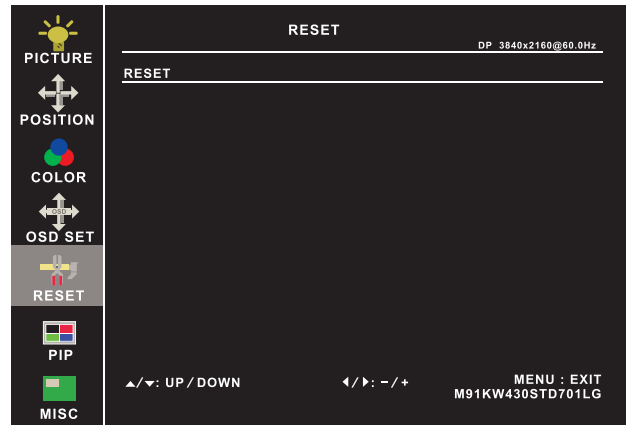 PICTURE
POSITION
COLOR
OSD
OSD SET
RESET
PIP
MISC
RESET
DP 3840x2160@60.0Hz
RESET
▲/▼: UP / DOWN
◀/▶: -/+
MENU : EXIT
M91KW430STD701LG